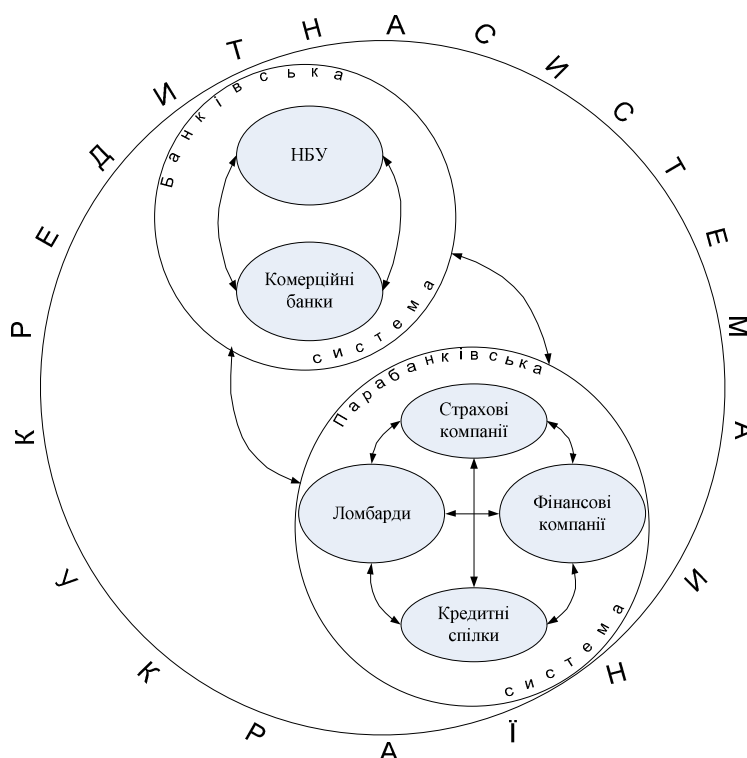 КРЕДИТНА СИСТЕМА УКРАЇНИ
Банківська система
НБУ
Комерційні
банки
Парабанківська система
Страхові
компанії
Ломбарди
Фінансові
компанії
Кредитні
спілки